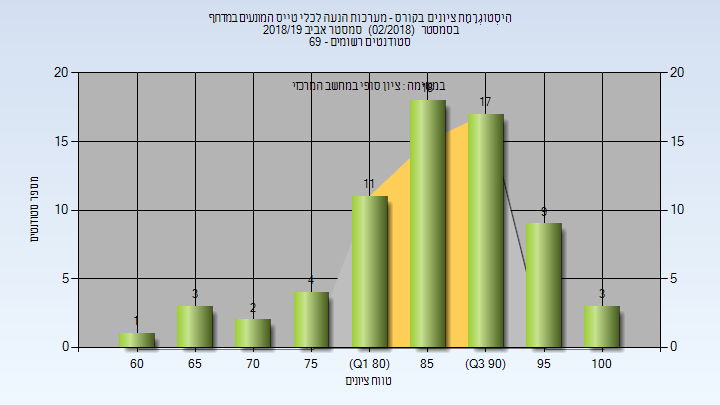 היסטוגרמת ציונים בקורס - מערכות הנעה לכלי טייס המונעים במדחף
בסמסטר (02/2018) סמסטר אביב 2018/19
סטודנטים רשומים - 69
במשימה : ציון סופי במחשב המרכזי
20 20
15 15
10 10
5 5
0 0
1 3 2 4 11 18 17 9 3
60 65 70 75 (Q1 80) 85 (Q3 90) 95 100
מספר סטודנטים
טווח ציונים